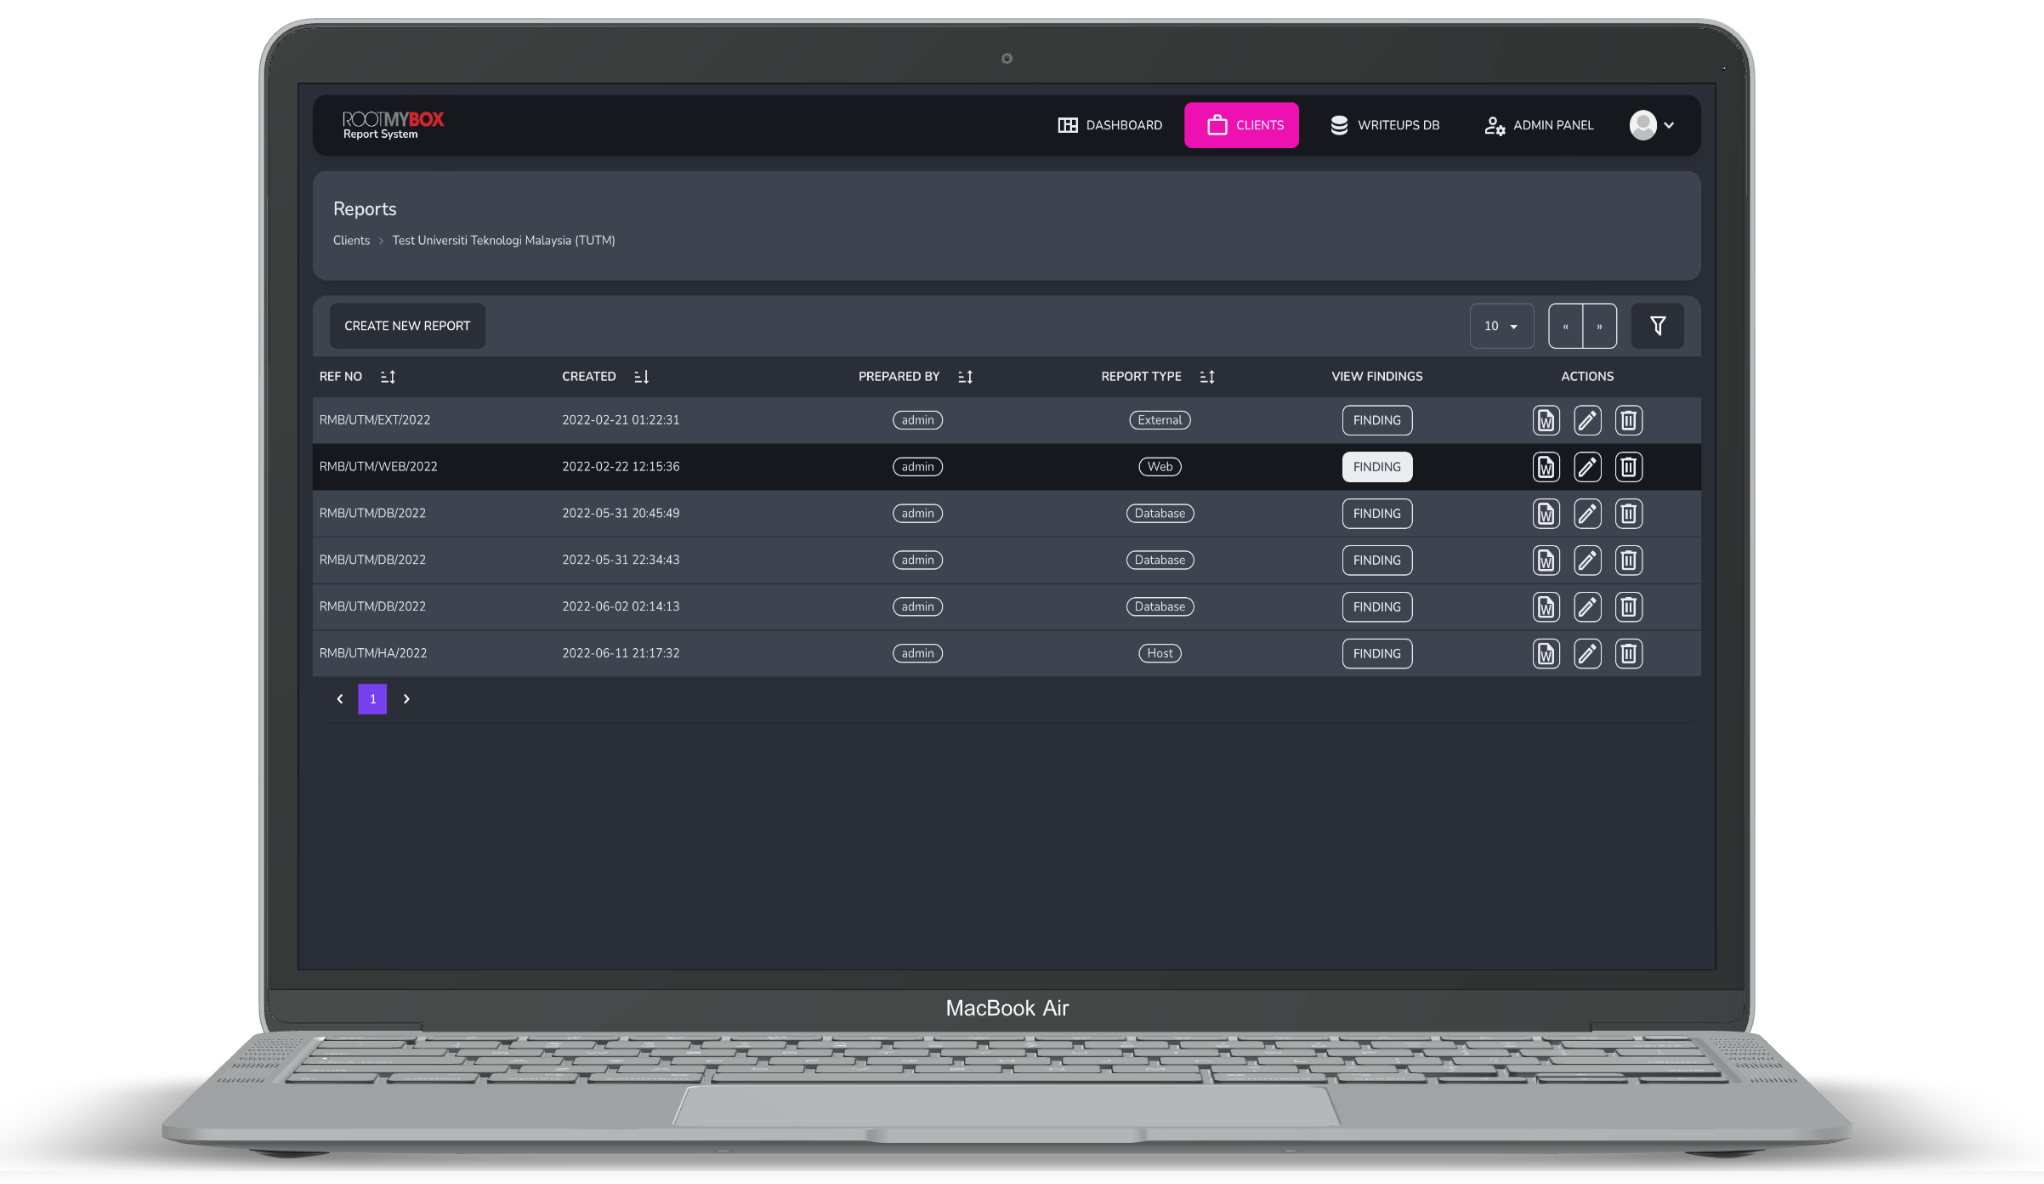 ROOTMYBOX
Report System
DASHBOARD
CLIENTS
WRITEUPS DB
ADMIN PANEL
Reports
Clients > Test Universiti Teknologi Malaysia (TUTM)
CREATE NEW REPORT
10
« »
REF NO CREATED PREPARED BY REPORT TYPE VIEW FINDINGS ACTIONS
RMB/UTM/EXT/2022 2022-02-21 01:22:31 admin External FINDING
RMB/UTM/WEB/2022 2022-02-22 12:15:36 admin Web FINDING
RMB/UTM/DB/2022 2022-05-31 20:45:49 admin Database FINDING
RMB/UTM/DB/2022 2022-05-31 22:34:43 admin Database FINDING
RMB/UTM/DB/2022 2022-06-02 02:14:13 admin Database FINDING
RMB/UTM/HA/2022 2022-06-11 21:17:32 admin Host FINDING
1
MacBook Air